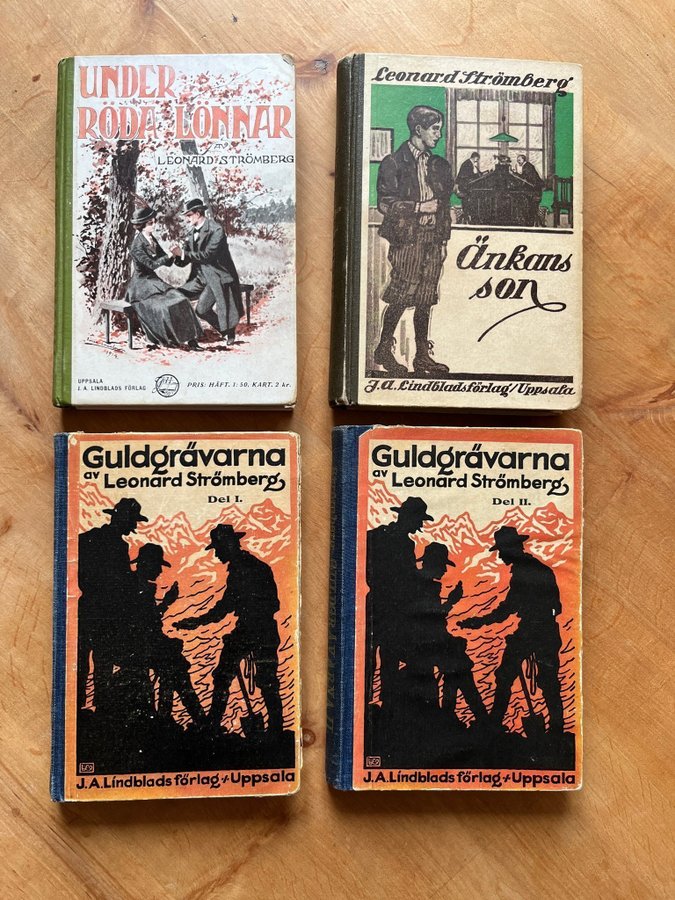 UNDER
RÖDA LÖNNAR
AV
LEONARD STRÖMBERG
UPPSALA
J. A. LINDBLADS FÖRLAG
PRIS: HÄFT. 1:50. KART. 2 kr.
Leonard Strömberg
Änkans
son
J. A. Lindbladsförlag/Uppsala
Guldgrävarna
av Leonard Strömberg
Del I.
J.A.Lindblads förlag+Uppsala
Guldgrävarna
av Leonard Strömberg
Del II.
J.A.Lindblads förlag+Uppsala